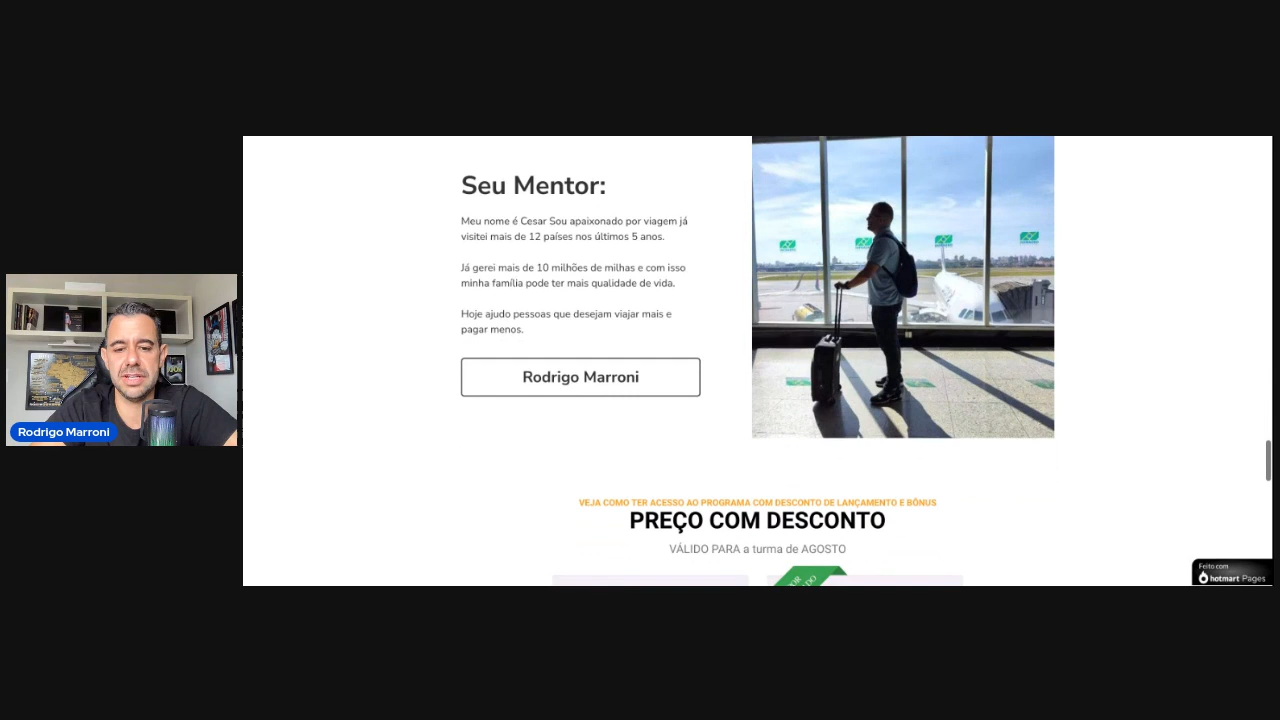 Seu Mentor:
Meu nome é Cesar Sou apaixonado por viagem já
visitei mais de 12 países nos últimos 5 anos.
Já gerei mais de 10 milhões de milhas e com isso
minha família pode ter mais qualidade de vida.
Hoje ajudo pessoas que desejam viajar mais e
pagar menos.
Rodrigo Marroni
Rodrigo Marroni
VEJA COMO TER ACESSO AO PROGRAMA COM DESCONTO DE LANÇAMENTO E BÔNUS
PREÇO COM DESCONTO
VÁLIDO PARA a turma de AGOSTO
Feito com
hotmart Pages